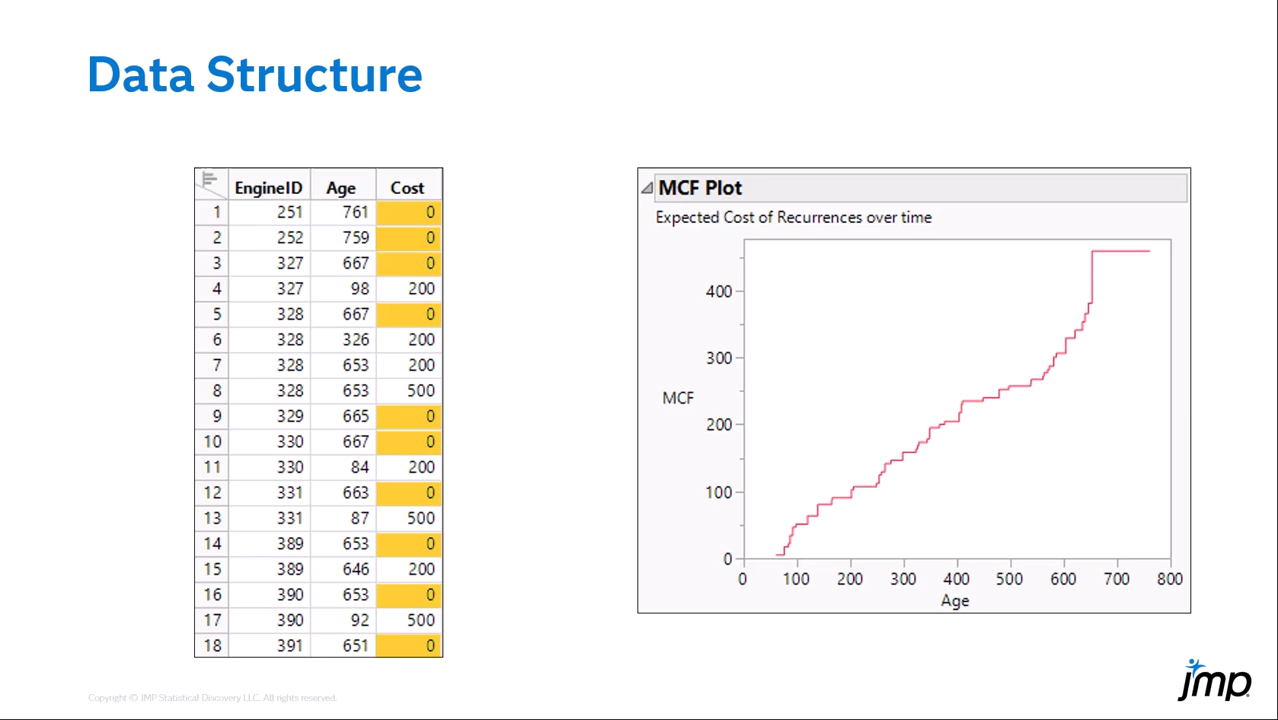 Data Structure
EngineID Age Cost
1 251 761 0
2 252 759 0
3 327 667 0
4 327 98 200
5 328 667 0
6 328 326 200
7 328 653 200
8 328 653 500
9 329 665 0
10 330 667 0
11 330 84 200
12 331 663 0
13 331 87 500
14 389 653 0
15 389 646 200
16 390 653 0
17 390 92 500
18 391 651 0
MCF Plot
Expected Cost of Recurrences over time
400
300
MCF
200
100
0
0 100 200 300 400 500 600 700 800
Age
Copyright © JMP Statistical Discovery LLC. All rights reserved.
jmp